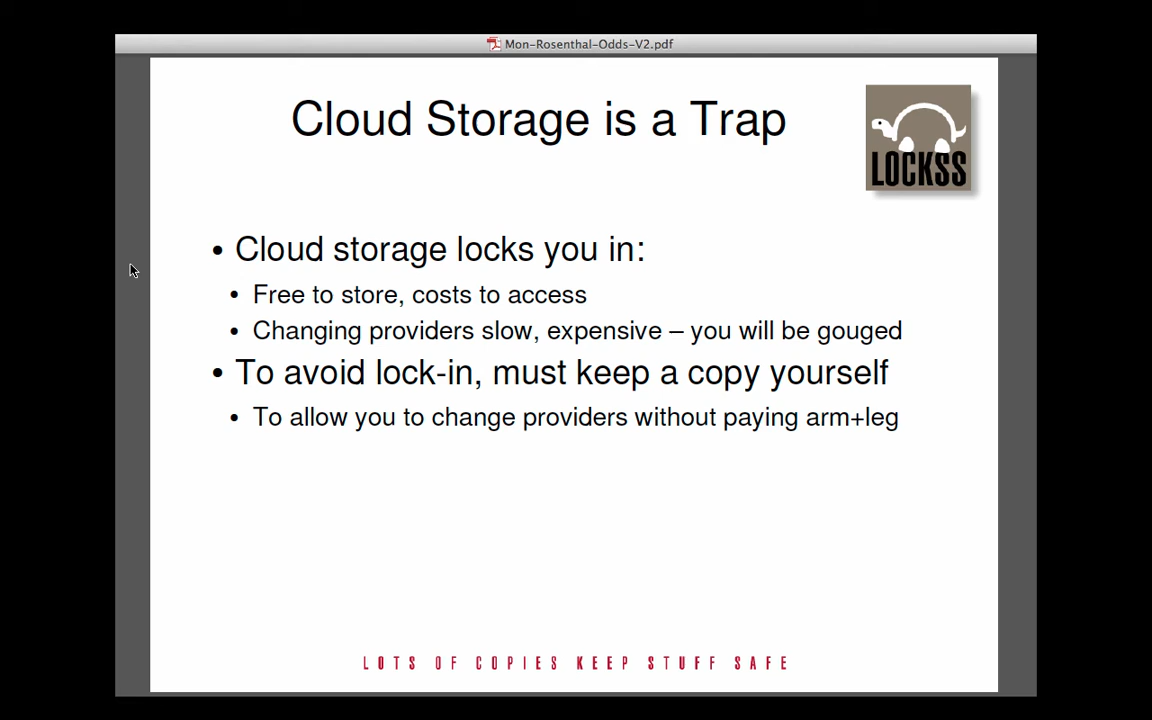 Mon-Rosenthal-Odds-V2.pdf
Cloud Storage is a Trap
LOCKSS
• Cloud storage locks you in:
• Free to store, costs to access
• Changing providers slow, expensive – you will be gouged
• To avoid lock-in, must keep a copy yourself
• To allow you to change providers without paying arm+leg
LOTS OF COPIES KEEP STUFF SAFE